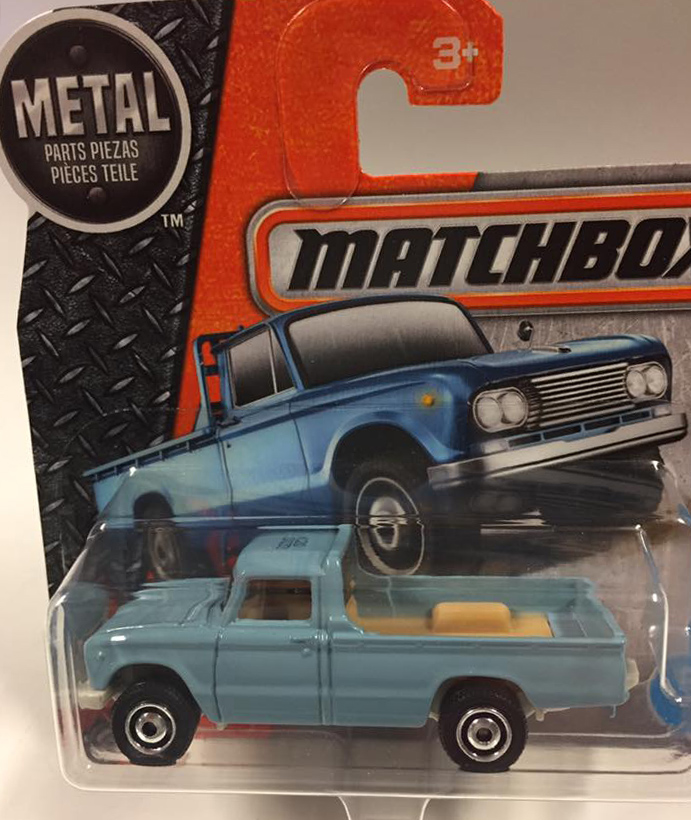 3+
METAL
PARTS PIEZAS
PIÈCES TEILE
TM
MATCHBOX